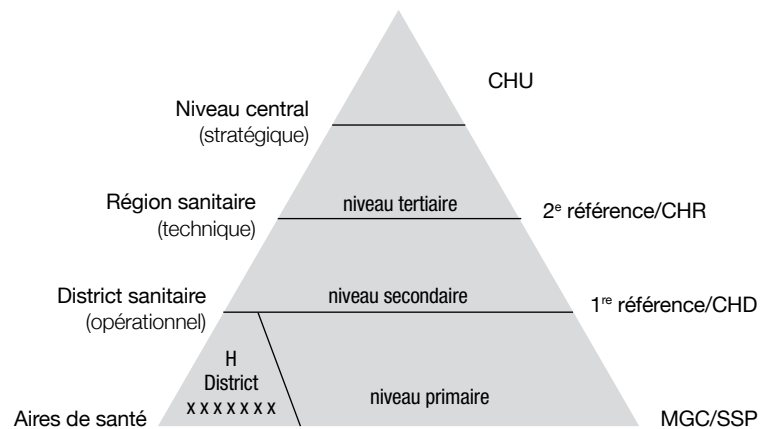 CHU
Niveau central
(stratégique)
Région sanitaire
(technique)
niveau tertiaire
2e référence/CHR
District sanitaire
(opérationnel)
niveau secondaire
1re référence/CHD
H
District
x x x x x x x
niveau primaire
Aires de santé
MGC/SSP